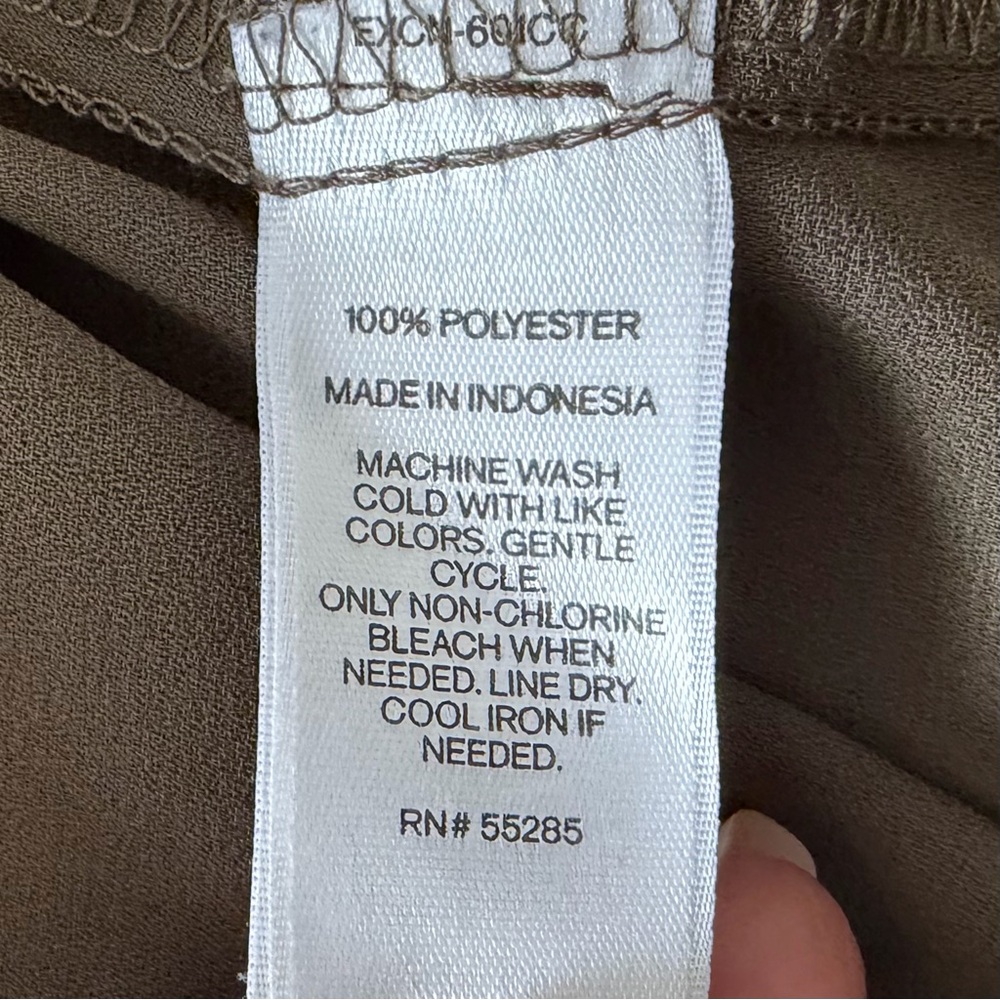 100% POLYESTER
MADE IN INDONESIA
MACHINE WASH
COLD WITH LIKE
COLORS. GENTLE
CYCLE.
ONLY NON-CHLORINE
BLEACH WHEN
NEEDED. LINE DRY.
COOL IRON IF
NEEDED.
RN# 55285